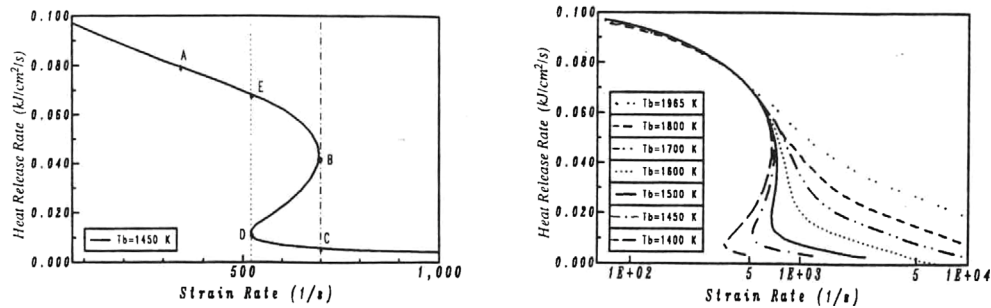 Heat Release Rate (kJ/cm²/s)
0.100
0.080
0.060
0.040
0.020
0.000
A
E
B
D
C
Tb=1450 K
500
1,000
Strain Rate (1/s)
Heat Release Rate (kJ/cm²/s)
0.100
0.080
0.060
0.040
0.020
0.000
Tb=1965 K
Tb=1800 K
Tb=1700 K
Tb=1600 K
Tb=1500 K
Tb=1450 K
Tb=1400 K
1E+02
5
1E+03
5
1E+04
Strain Rate (1/s)